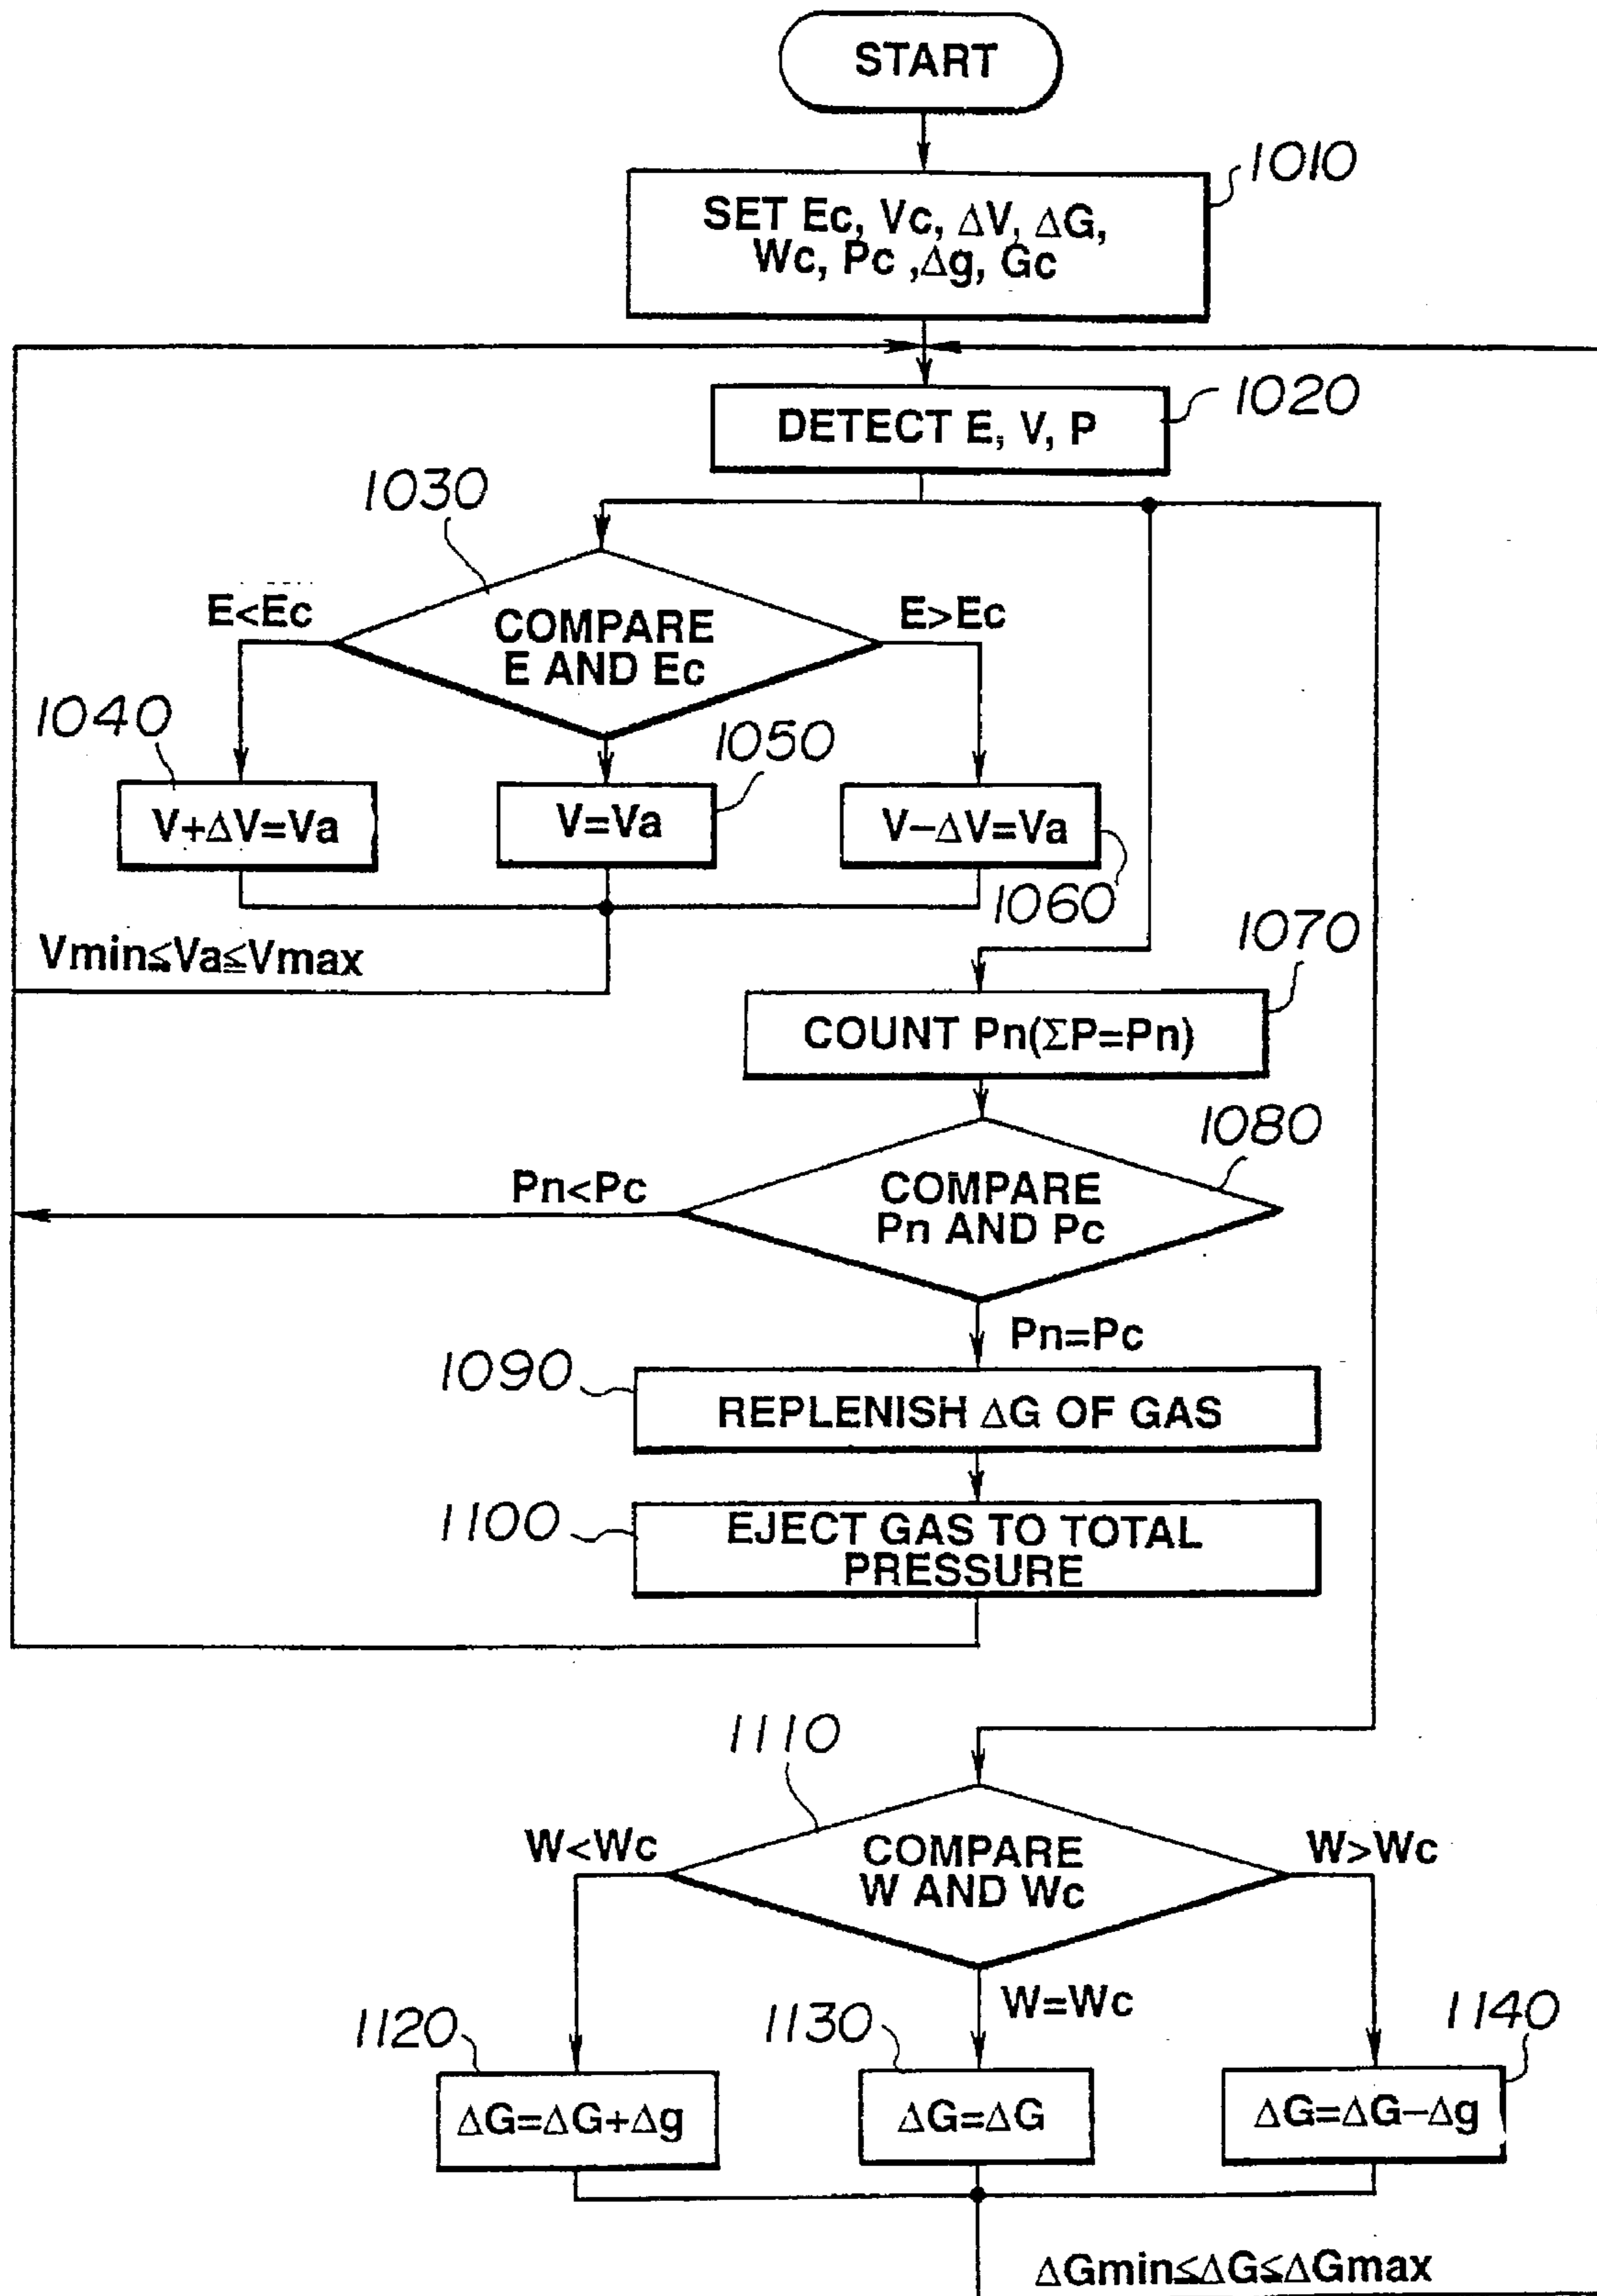 START
1010
SET Ec, Vc, ΔV, ΔG,
Wc, Pc ,Δg, Gc
1020
DETECT E, V, P
1030
E<Ec
E>Ec
COMPARE
E AND Ec
1040
1050
V+ΔV=Va
V=Va
V−ΔV=Va
1060
Vmin≦Va≦Vmax
1070
COUNT Pn(ΣP=Pn)
1080
Pn<Pc
COMPARE
Pn AND Pc
Pn=Pc
1090
REPLENISH ΔG OF GAS
1100
EJECT GAS TO TOTAL
PRESSURE
1110
W<Wc
W>Wc
COMPARE
W AND Wc
W=Wc
1120
1130
1140
ΔG=ΔG+Δg
ΔG=ΔG
ΔG=ΔG−Δg
ΔGmin≦ΔG≦ΔGmax